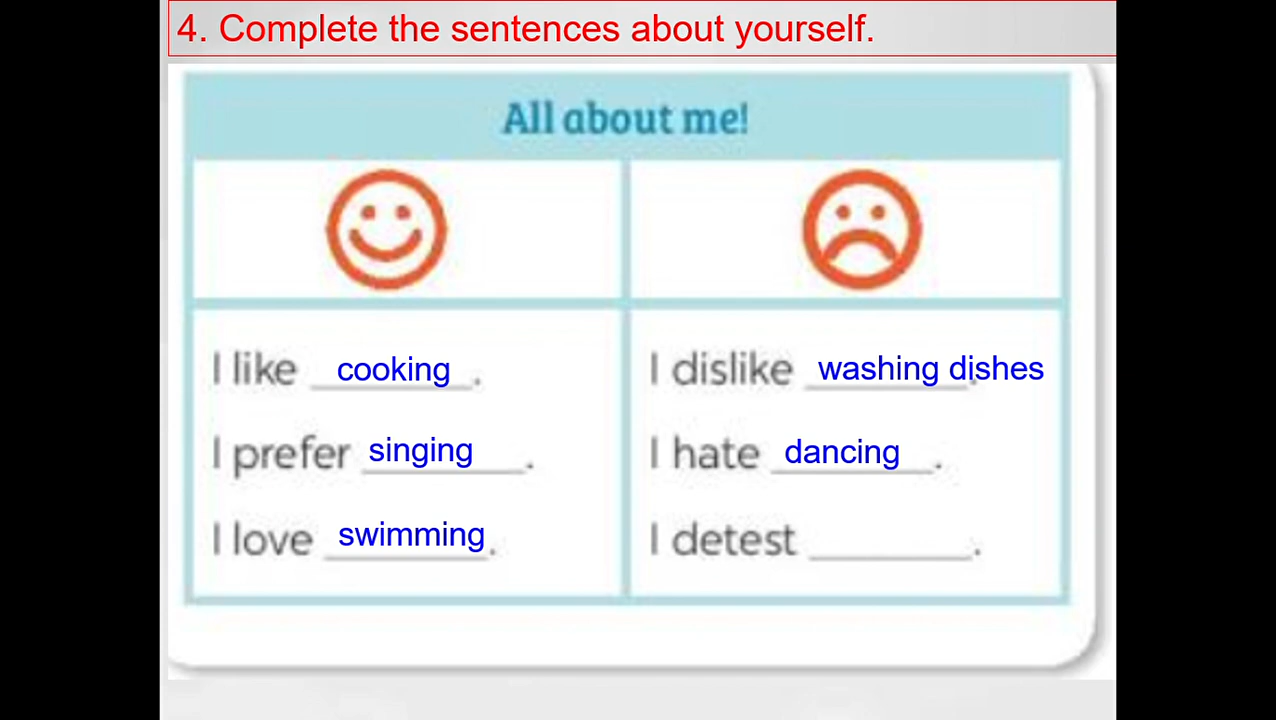 4. Complete the sentences about yourself.
All about me!
I like cooking.
I prefer singing.
I love swimming.
I dislike washing dishes.
I hate dancing.
I detest ________.